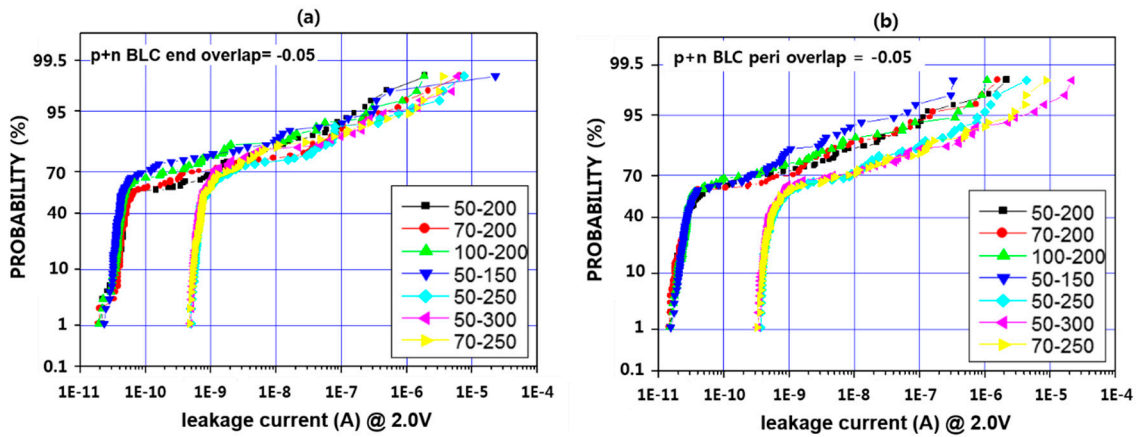 (a)
p+n BLC end overlap= -0.05
PROBABILITY (%)
99.5
95
70
40
10
1
0.1
50-200
70-200
100-200
50-150
50-250
50-300
70-250
1E-11 1E-10 1E-9 1E-8 1E-7 1E-6 1E-5 1E-4
leakage current (A) @ 2.0V
(b)
p+n BLC peri overlap = -0.05
PROBABILITY (%)
99.5
95
70
40
10
1
0.1
50-200
70-200
100-200
50-150
50-250
50-300
70-250
1E-11 1E-10 1E-9 1E-8 1E-7 1E-6 1E-5 1E-4
leakage current (A) @ 2.0V